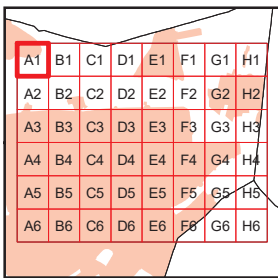 A1 B1 C1 D1 E1 F1 G1 H1
A2 B2 C2 D2 E2 F2 G2 H2
A3 B3 C3 D3 E3 F3 G3 H3
A4 B4 C4 D4 E4 F4 G4 H4
A5 B5 C5 D5 E5 F5 G5 H5
A6 B6 C6 D6 E6 F6 G6 H6